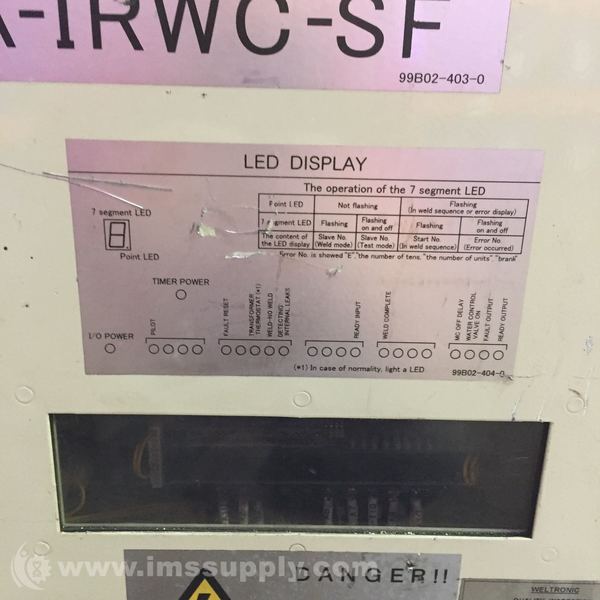 A-IRWC-SF
99B02-403-0
LED DISPLAY
The operation of the 7 segment LED
Point LED Not flashing Flashing (In weld sequence or error display)
7 segment LED Flashing Flashing on and off Flashing Flashing on and off
The content of the LED display Slave No. (Weld mode) Slave No. (Test mode) Start No. (In weld sequence) Error No. (Error occurred)
Error No. is showed "E","the number of tens,"the number of units","brank"
7 segment LED
8.
Point LED
TIMER POWER
I/O POWER
PILOT
FAULT RESET
TRANSFORMER THERMOSTAT (*1)
WELD-NO WELD
DETECTING INTERNAL LEAKS
READY INPUT
WELD COMPLETE
MC OFF DELAY
WATER CONTROL VALVE ON
FAULT OUTPUT
READY OUTPUT
(*1) In case of normality, light a LED
99B02-404-0
© www.imssupply.com
DANGER!!
WELTRONIC